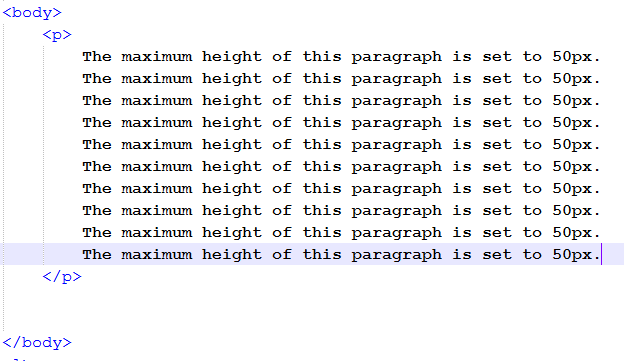 <body>
<p>
The maximum height of this paragraph is set to 50px.
The maximum height of this paragraph is set to 50px.
The maximum height of this paragraph is set to 50px.
The maximum height of this paragraph is set to 50px.
The maximum height of this paragraph is set to 50px.
The maximum height of this paragraph is set to 50px.
The maximum height of this paragraph is set to 50px.
The maximum height of this paragraph is set to 50px.
The maximum height of this paragraph is set to 50px.
The maximum height of this paragraph is set to 50px.
</p>
</body>